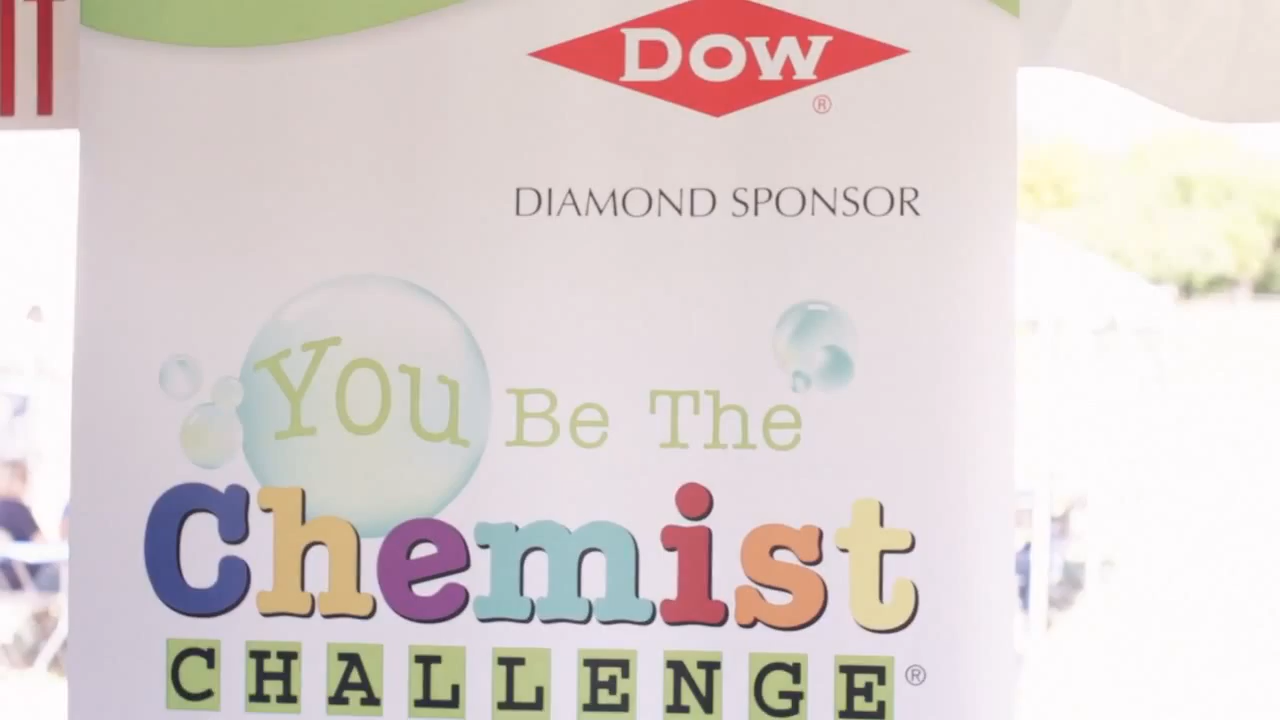 DOW®
DIAMOND SPONSOR
You Be The
Chemist
CHALLENGE®